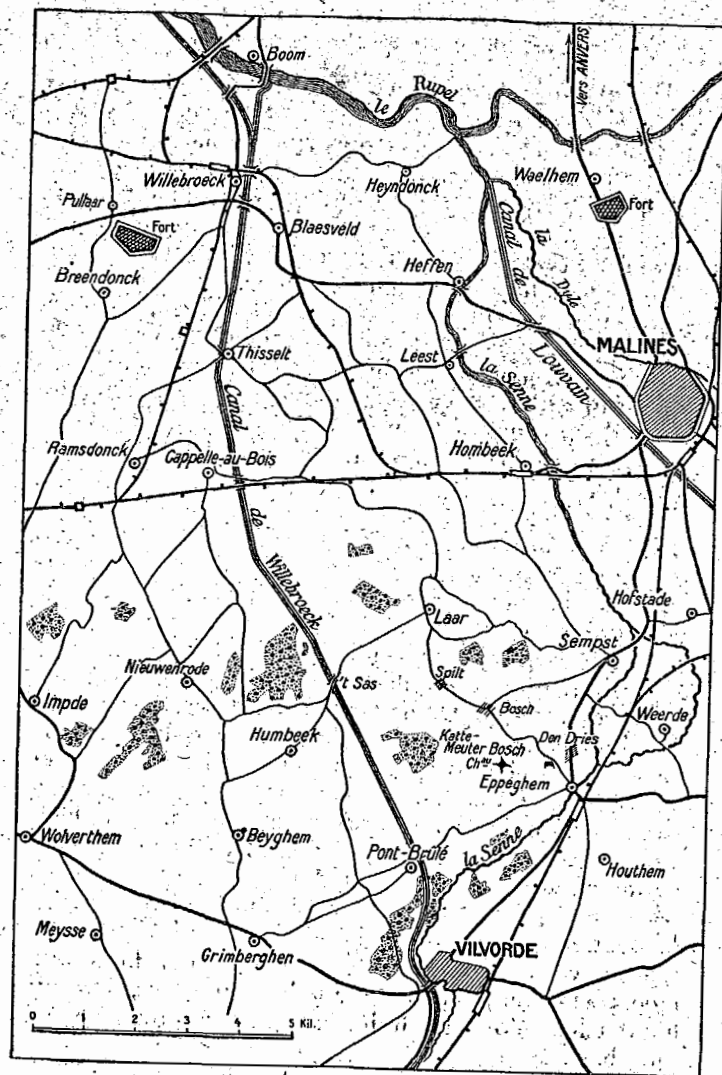 Boom
Vers ANVERS
le Rupel
Willebroeck
Heyndonck
Waelhem
Fort
Pullaar
Fort
Blaesveld
Canal de Louvain
la Dyle
Breendonck
Heffen
Thisselt
Leest
MALINES
la Senne
Canal de Willebroeck
Ramsdonck
Cappelle-au-Bois
Hombeek
Hofstade
Laar
Sempst
Nieuwenrode
't Sas
Spilt
Impde
Bosch
Weerde
Humbeek
Katte-
Meuter Bosch
Chau
Den Dries
Eppeghem
Wolverthem
Beyghem
Pont-Brûlé
la Senne
Houthem
Meysse
Grimberghen
VILVORDE
0 2 4 5 Kil.